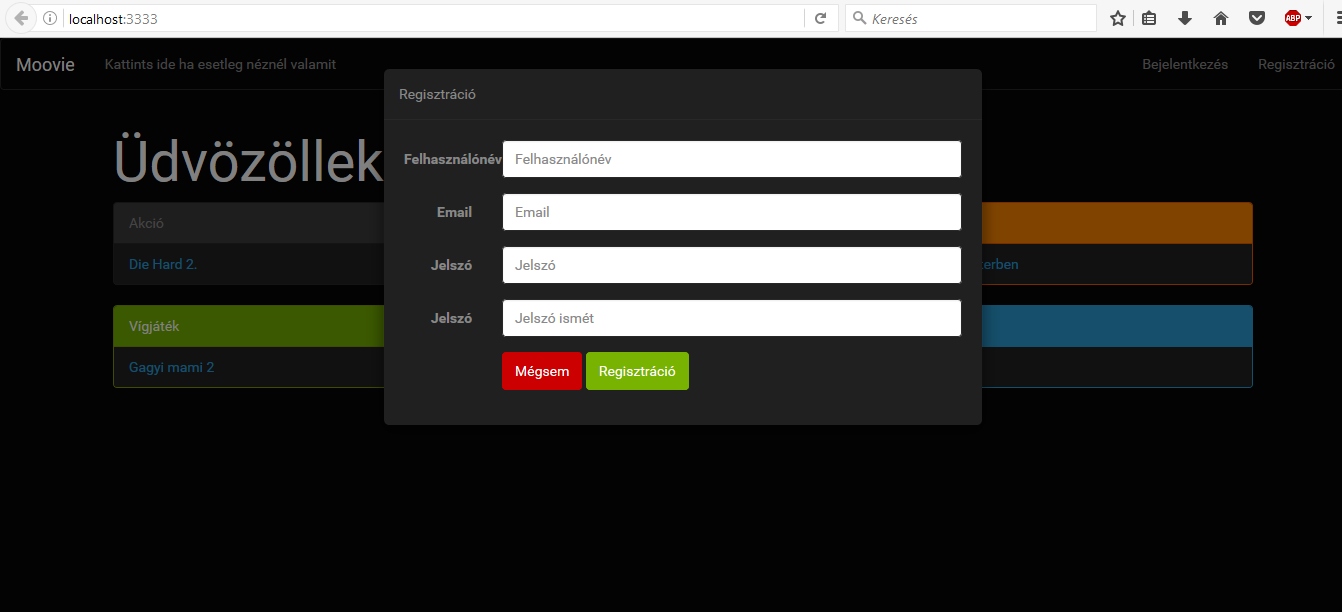 localhost:3333
Keresés
ABP
Moovie
Kattints ide ha esetleg néznél valamit
Bejelentkezés
Regisztráció
Regisztráció
Üdvözöllek
Felhasználónév
Felhasználónév
Email
Email
Akció
Die Hard 2.
Jelszó
Jelszó
terben
Jelszó
Jelszó ismét
Vígjáték
Gagyi mami 2
Mégsem
Regisztráció